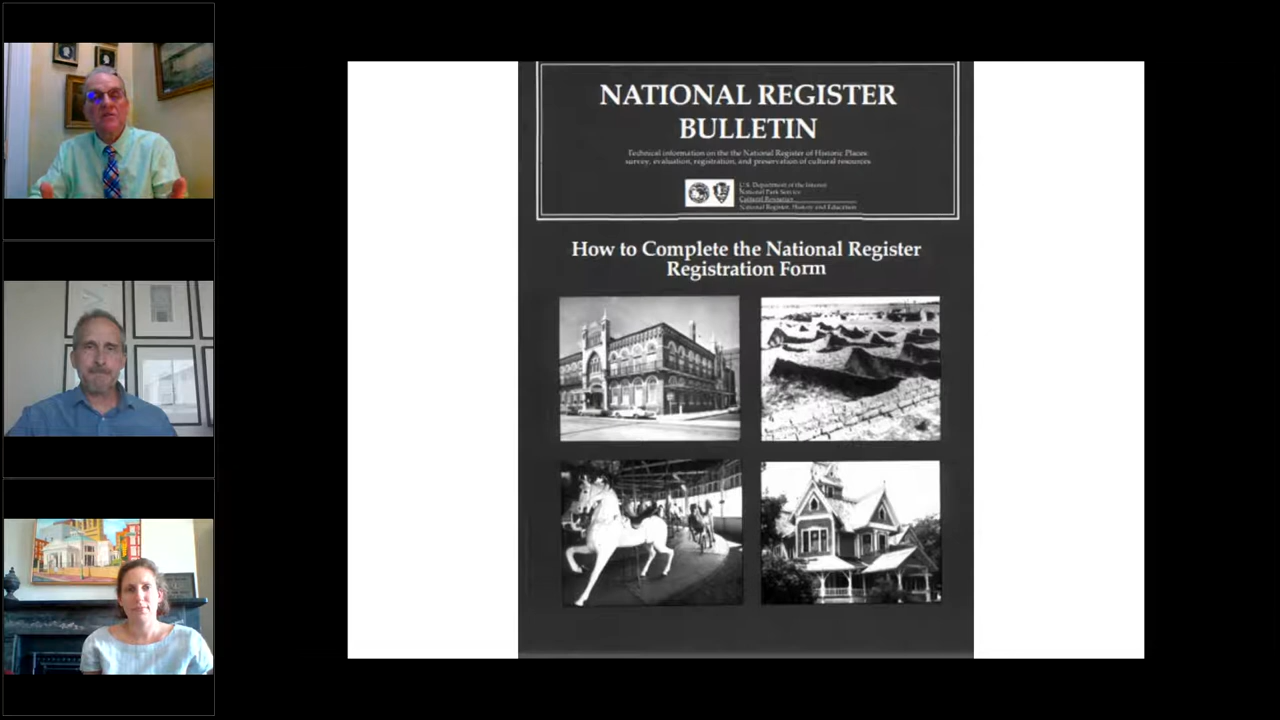 NATIONAL REGISTER
BULLETIN
Technical information on the the National Register of Historic Places:
survey, evaluation, registration, and preservation of cultural resources
U.S. Department of the Interior
National Park Service
Cultural Resources
National Register, History and Education
How to Complete the National Register
Registration Form